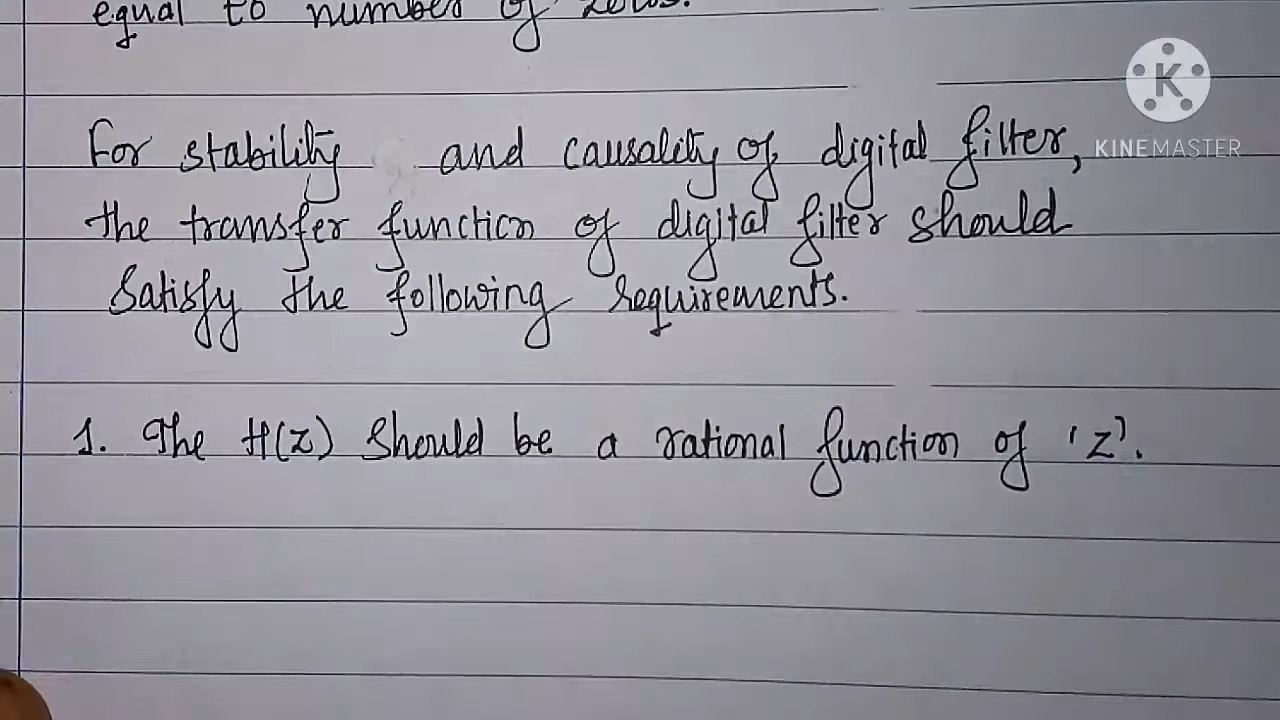 equal to number of zeros.
K
KINEMASTER
For stability and causality of digital filter,
the transfer function of digital filter should
satisfy the following requirements.
1. The H(z) should be a rational function of 'z'.